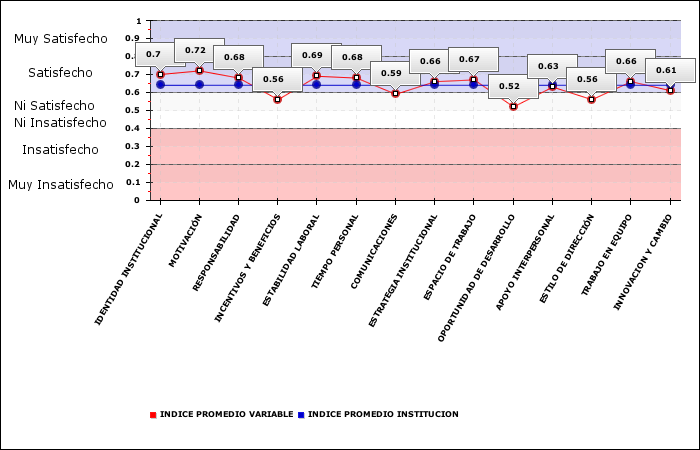 1
Muy Satisfecho
0.9
0.8
Satisfecho
0.7
0.6
Ni Satisfecho
Ni Insatisfecho
0.5
0.4
Insatisfecho
0.3
0.2
Muy Insatisfecho
0.1
0
0.7
0.72
0.68
0.56
0.69
0.68
0.59
0.66
0.67
0.52
0.63
0.56
0.66
0.61
IDENTIDAD INSTITUCIONAL
MOTIVACIÓN
RESPONSABILIDAD
INCENTIVOS Y BENEFICIOS
ESTABILIDAD LABORAL
TIEMPO PERSONAL
COMUNICACIONES
ESTRATEGIA INSTITUCIONAL
ESPACIO DE TRABAJO
OPORTUNIDAD DE DESARROLLO
APOYO INTERPERSONAL
ESTILO DE DIRECCIÓN
TRABAJO EN EQUIPO
INNOVACION Y CAMBIO
INDICE PROMEDIO VARIABLE INDICE PROMEDIO INSTITUCION